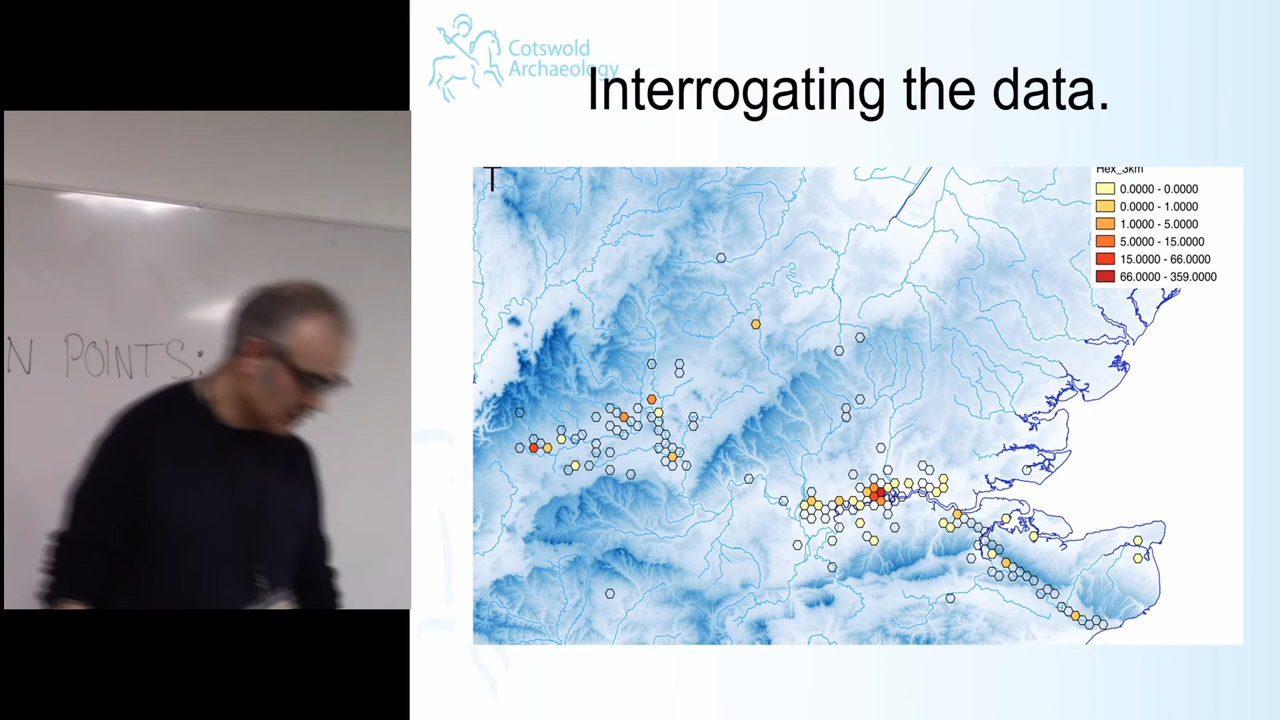 N POINTS:
Cotswold
Archaeology
Interrogating the data.
T
Hex_3km
0.0000 - 0.0000
0.0000 - 1.0000
1.0000 - 5.0000
5.0000 - 15.0000
15.0000 - 66.0000
66.0000 - 359.0000